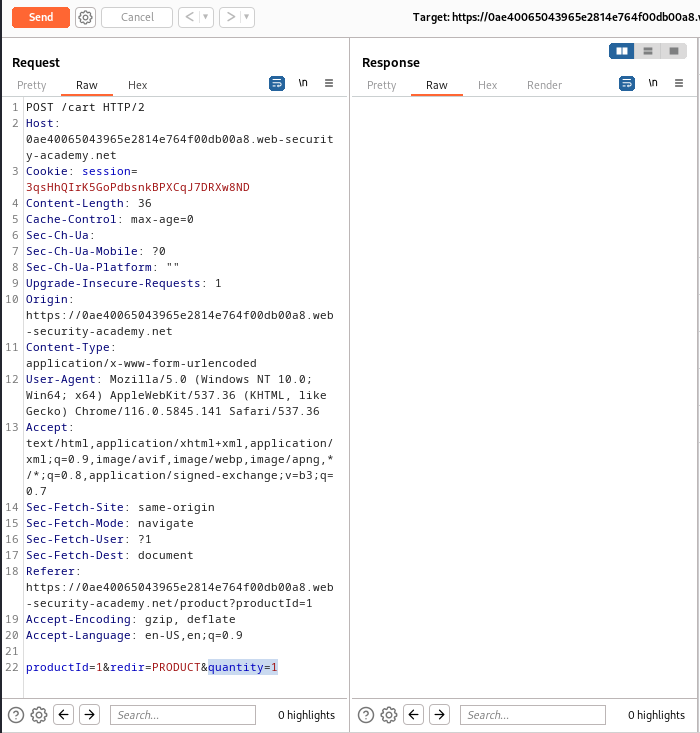 Send Cancel < > Target: https://0ae40065043965e2814e764f00db00a8.
Request
Pretty Raw Hex \n
1 POST /cart HTTP/2
2 Host:
0ae40065043965e2814e764f00db00a8.web-securit
y-academy.net
3 Cookie: session=
3qsHhQIrK5GoPdbsnkBPXCqJ7DRXw8ND
4 Content-Length: 36
5 Cache-Control: max-age=0
6 Sec-Ch-Ua:
7 Sec-Ch-Ua-Mobile: ?0
8 Sec-Ch-Ua-Platform: ""
9 Upgrade-Insecure-Requests: 1
10 Origin:
https://0ae40065043965e2814e764f00db00a8.web
-security-academy.net
11 Content-Type:
application/x-www-form-urlencoded
12 User-Agent: Mozilla/5.0 (Windows NT 10.0;
Win64; x64) AppleWebKit/537.36 (KHTML, like
Gecko) Chrome/116.0.5845.141 Safari/537.36
13 Accept:
text/html,application/xhtml+xml,application/
xml;q=0.9,image/avif,image/webp,image/apng,*
/*;q=0.8,application/signed-exchange;v=b3;q=
0.7
14 Sec-Fetch-Site: same-origin
15 Sec-Fetch-Mode: navigate
16 Sec-Fetch-User: ?1
17 Sec-Fetch-Dest: document
18 Referer:
https://0ae40065043965e2814e764f00db00a8.web
-security-academy.net/product?productId=1
19 Accept-Encoding: gzip, deflate
20 Accept-Language: en-US,en;q=0.9
21
22 productId=1&redir=PRODUCT&quantity=1
Search... 0 highlights
Response
Pretty Raw Hex Render \n
Search... 0 highlights